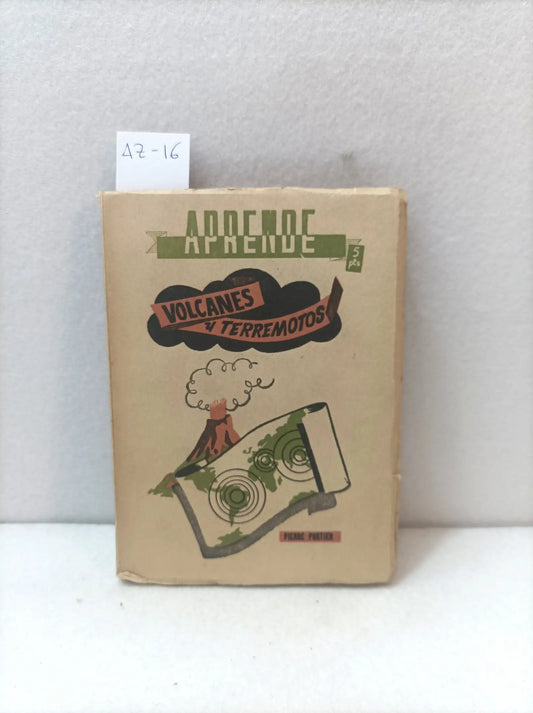 AZ-16
APRENDE
5
pts
VOLCANES
y TERREMOTOS
PIERRE PORTIER